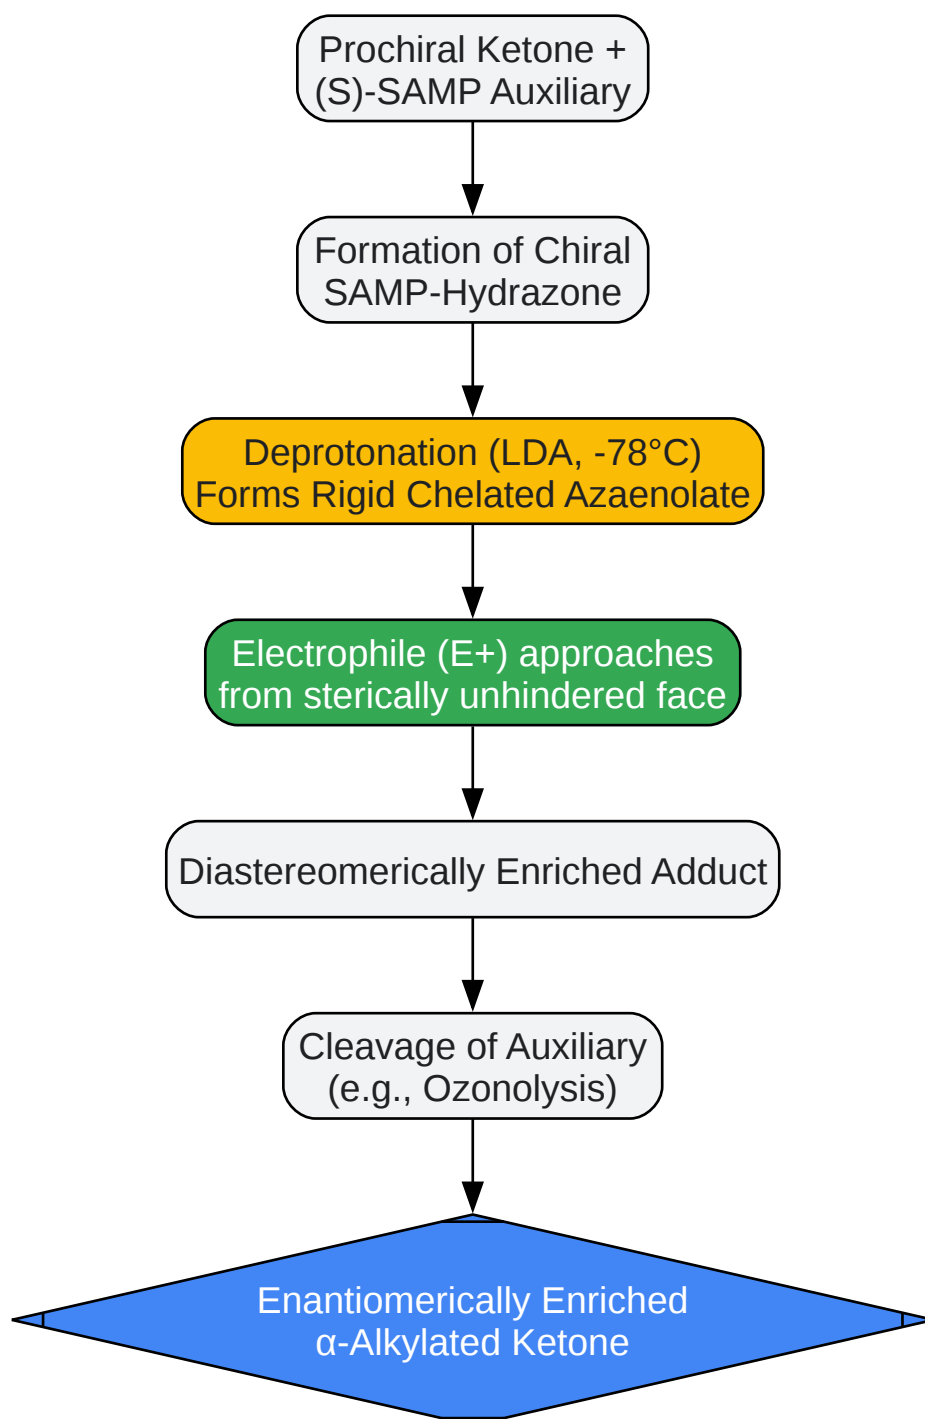 Prochiral Ketone +
(S)-SAMP Auxiliary
Formation of Chiral
SAMP-Hydrazone
Deprotonation (LDA, -78°C)
Forms Rigid Chelated Azaenolate
Electrophile (E+) approaches
from sterically unhindered face
Diastereomerically Enriched Adduct
Cleavage of Auxiliary
(e.g., Ozonolysis)
Enantiomerically Enriched
α-Alkylated Ketone